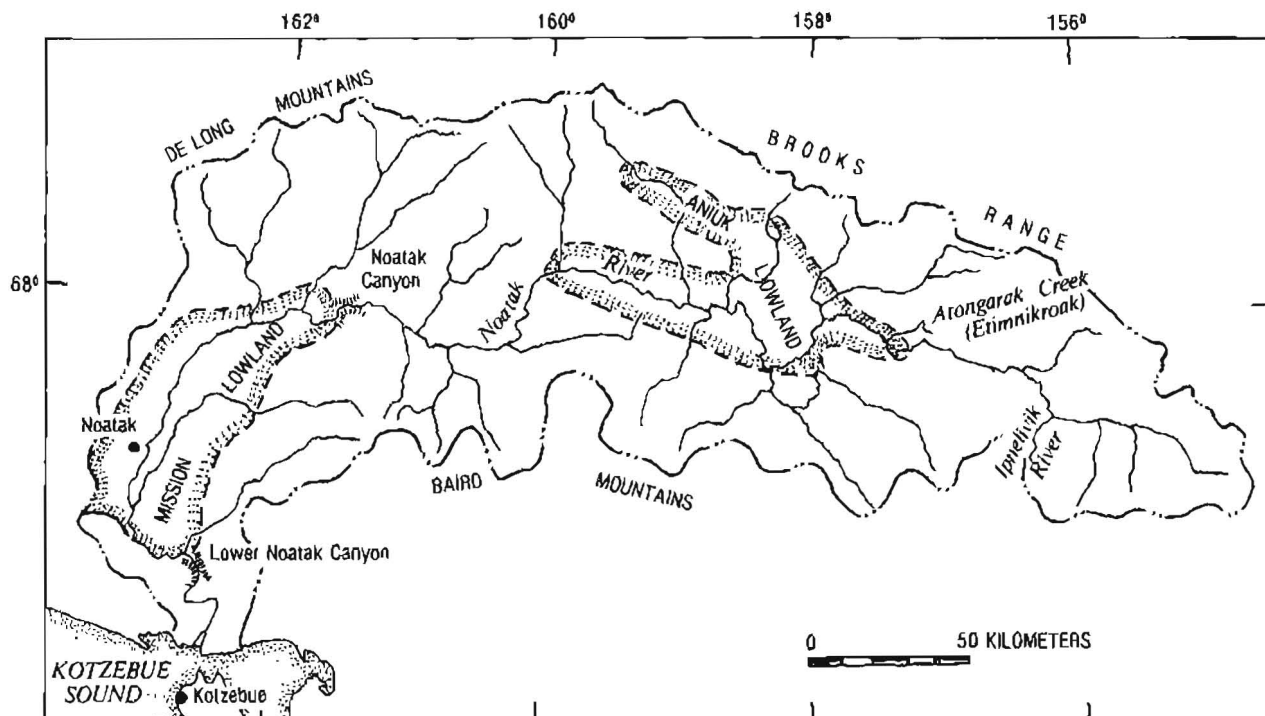 162° 160° 158° 156°
DE LONG MOUNTAINS
BROOKS RANGE
68°
ANIUK LOWLAND
Noatak River
Noatak
Canyon
Atongarak Creek
(Etimnikroak)
MISSION LOWLAND
Noatak
Ipnelivik
River
BAIRD MOUNTAINS
Lower Noatak Canyon
0 50 KILOMETERS
KOTZEBUE
SOUND
Kotzebue